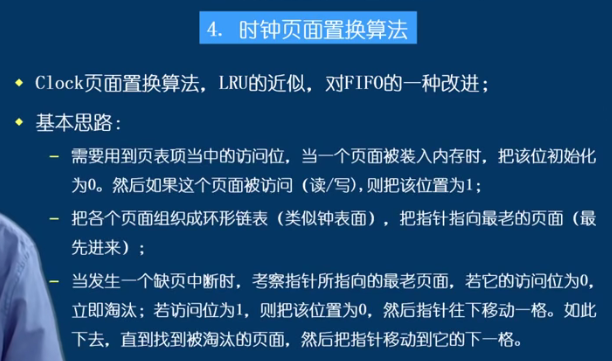 4. 时钟页面置换算法
Clock页面置换算法，LRU的近似，对FIFO的一种改进；
基本思路：
– 需要用到页表项当中的访问位，当一个页面被装入内存时，把该位初始化
为0。然后如果这个页面被访问（读/写），则把该位置为1；
– 把各个页面组织成环形链表（类似钟表面），把指针指向最老的页面（最
先进来）；
– 当发生一个缺页中断时，考察指针所指向的最老页面，若它的访问位为0，
立即淘汰；若访问位为1，则把该位置为0，然后指针往下移动一格。如此
下去，直到找到被淘汰的页面，然后把指针移动到它的下一格。